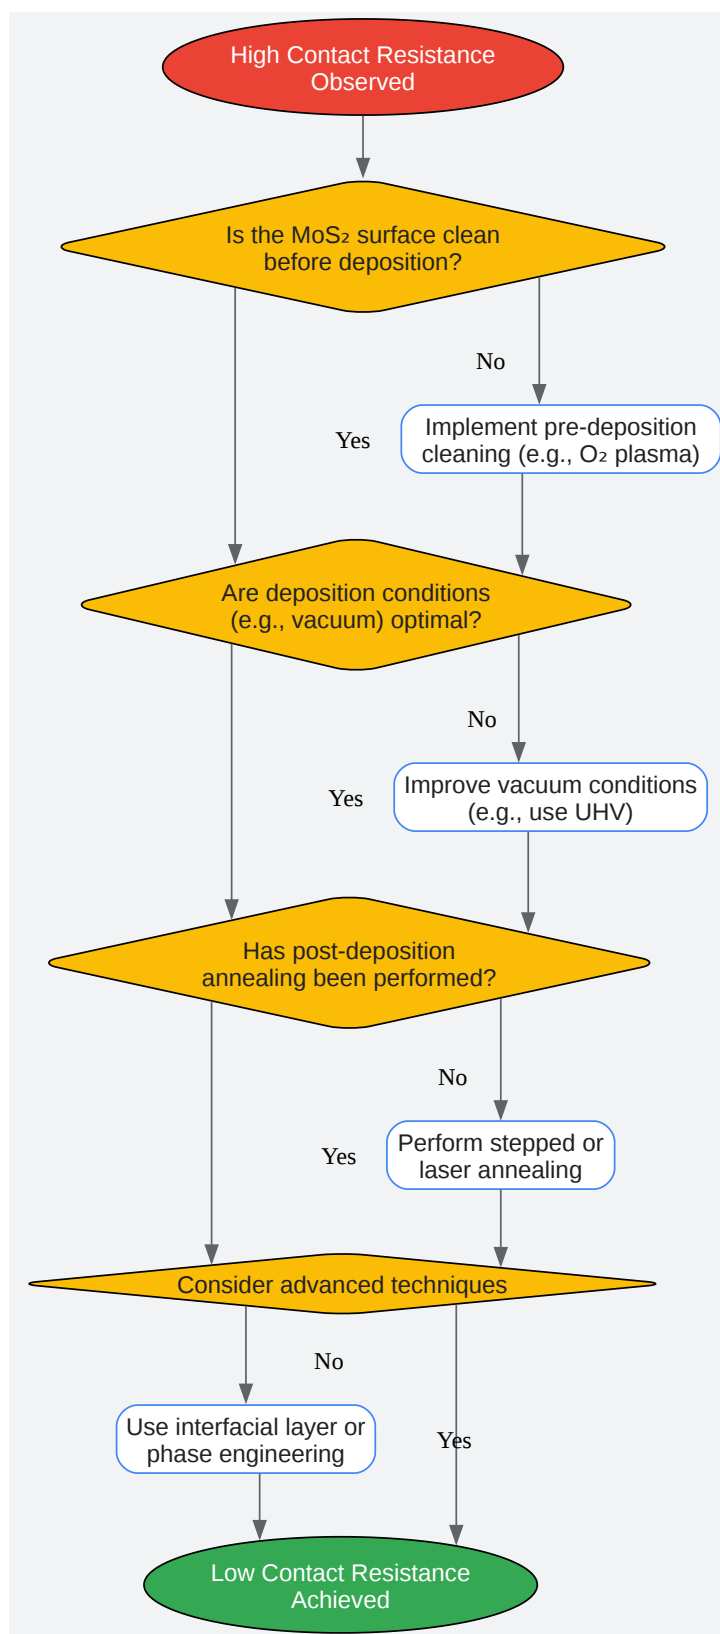 High Contact Resistance
Observed
Is the MoS₂ surface clean
before deposition?
No
Yes
Implement pre-deposition
cleaning (e.g., O₂ plasma)
Are deposition conditions
(e.g., vacuum) optimal?
No
Yes
Improve vacuum conditions
(e.g., use UHV)
Has post-deposition
annealing been performed?
No
Yes
Perform stepped or
laser annealing
Consider advanced techniques
No
Use interfacial layer or
phase engineering
Yes
Low Contact Resistance
Achieved